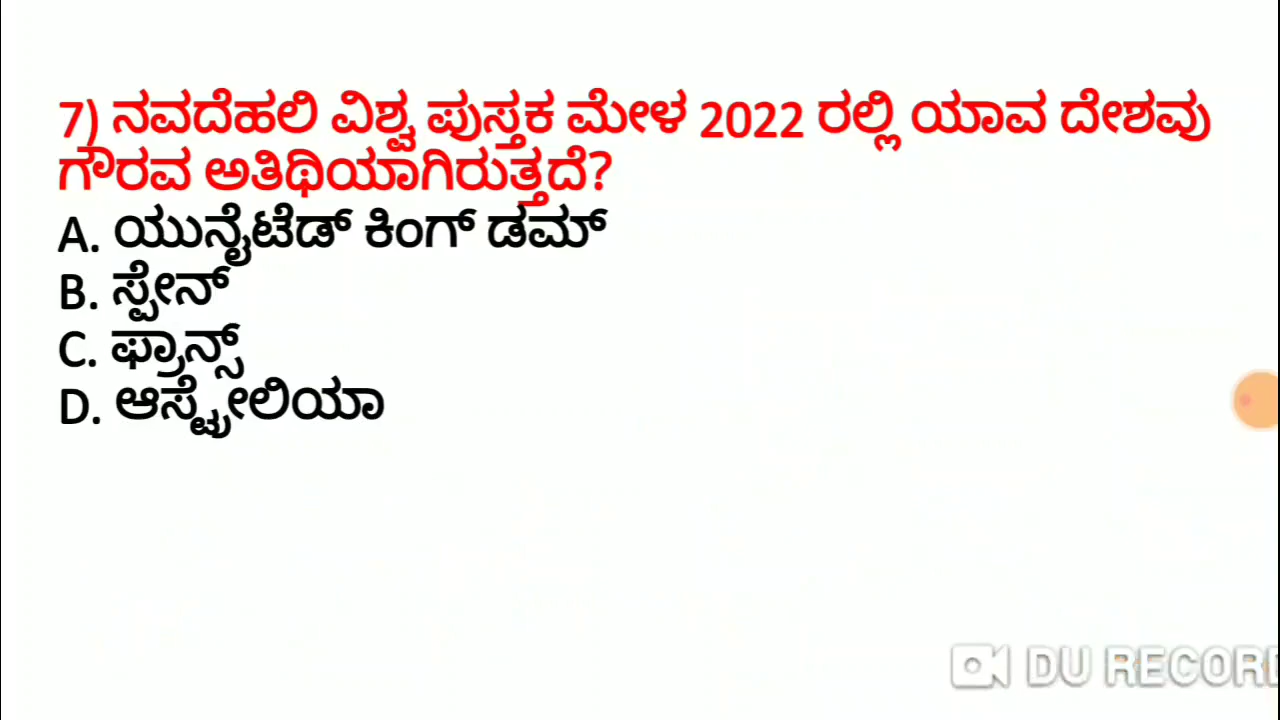 7) ನವದೆಹಲಿ ವಿಶ್ವ ಪುಸ್ತಕ ಮೇಳ 2022 ರಲ್ಲಿ ಯಾವ ದೇಶವು
ಗೌರವ ಅತಿಥಿಯಾಗಿರುತ್ತದೆ?
A. ಯುನೈಟೆಡ್ ಕಿಂಗ್ ಡಮ್
B. ಸ್ಪೇನ್
C. ಫ್ರಾನ್ಸ್
D. ಆಸ್ಟ್ರೇಲಿಯಾ
DU RECOR